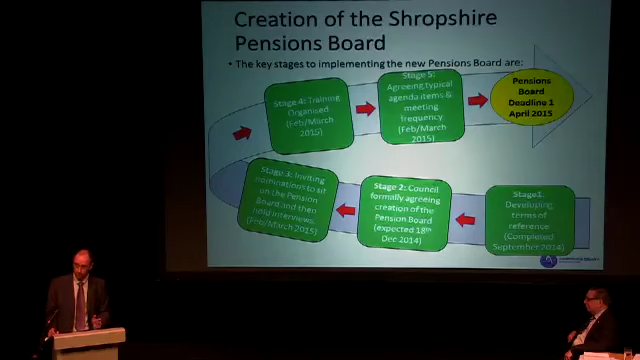 Creation of the Shropshire
Pensions Board
• The key stages to implementing the new Pensions Board are:
Stage 4: Training
Organised
(Feb/March
2015)
Stage 5:
Agreeing typical
agenda items &
meeting
frequency
(Feb/March
2015)
Pensions
Board
Deadline 1
April 2015
Stage 3: Inviting
nominations to sit
on the Pension
Board and then
hold interviews.
(Feb/March 2015)
Stage 2: Council
formally agreeing
creation of the
Pension Board
(expected 18th
Dec 2014)
Stage1:
Developing
terms of
reference
(Completed
September 2014)